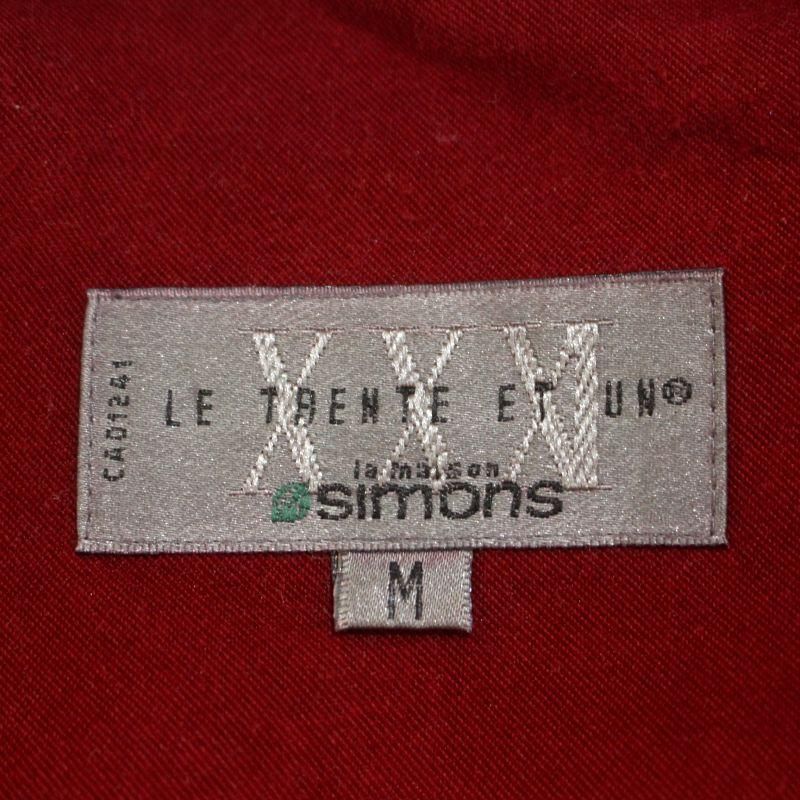 XXXI
LE TRENTE ET UN®
CA01241
la maison
simons
M